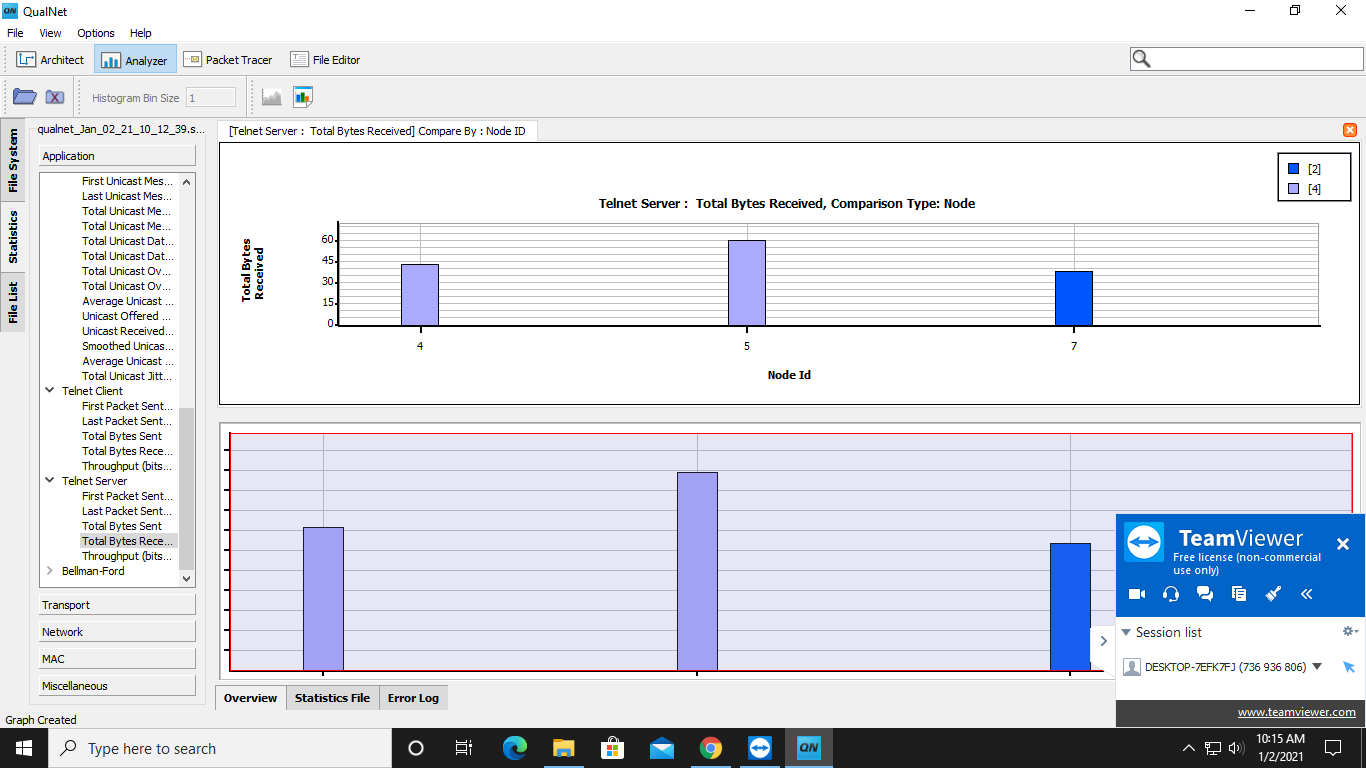 QN QualNet
File View Options Help
Architect Analyzer Packet Tracer File Editor
Histogram Bin Size 1
File System
Statistics
File List
qualnet_Jan_02_21_10_12_39.s...
Application
First Unicast Mes...
Last Unicast Mes...
Total Unicast Me...
Total Unicast Me...
Total Unicast Dat...
Total Unicast Dat...
Total Unicast Ov...
Total Unicast Ov...
Average Unicast ...
Unicast Offered ...
Unicast Received...
Smoothed Unicas...
Average Unicast ...
Total Unicast Jitt...
Telnet Client
First Packet Sent...
Last Packet Sent...
Total Bytes Sent
Total Bytes Rece...
Throughput (bits...
Telnet Server
First Packet Sent...
Last Packet Sent...
Total Bytes Sent
Total Bytes Rece...
Throughput (bits...
Bellman-Ford
Transport
Network
MAC
Miscellaneous
Graph Created
[Telnet Server : Total Bytes Received] Compare By : Node ID
[2]
[4]
Telnet Server : Total Bytes Received, Comparison Type: Node
Total Bytes
Received
60
45
30
15
0
4 5 7
Node Id
Overview Statistics File Error Log
TeamViewer
Free license (non-commercial
use only)
Session list
DESKTOP-7EFK7FJ (736 936 806)
www.teamviewer.com
Type here to search
QN
10:15 AM
1/2/2021